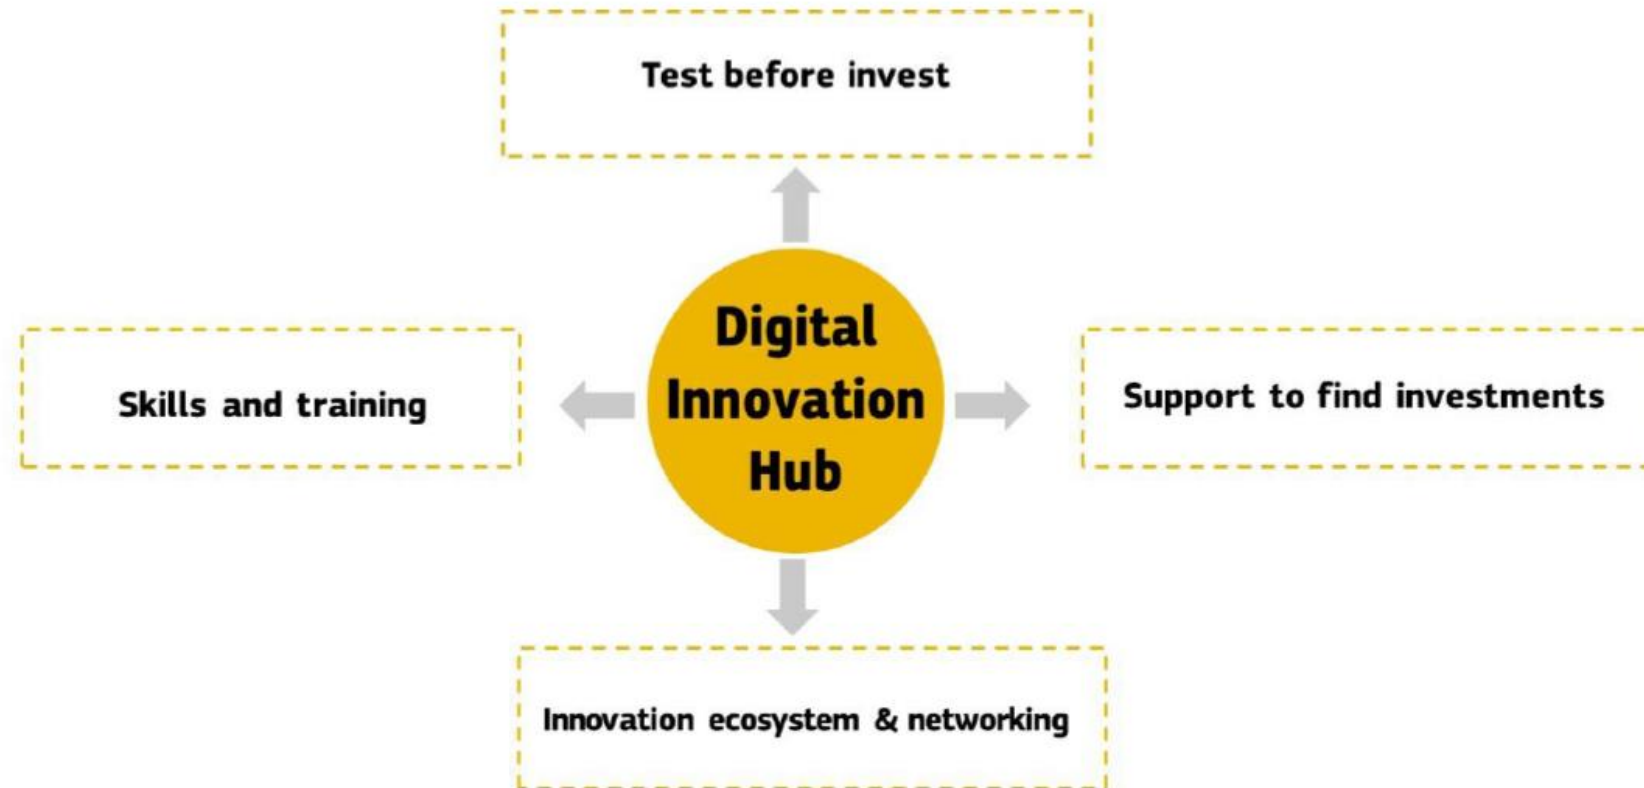 Test before invest
Digital
Innovation
Hub
Skills and training
Support to find investments
Innovation ecosystem & networking